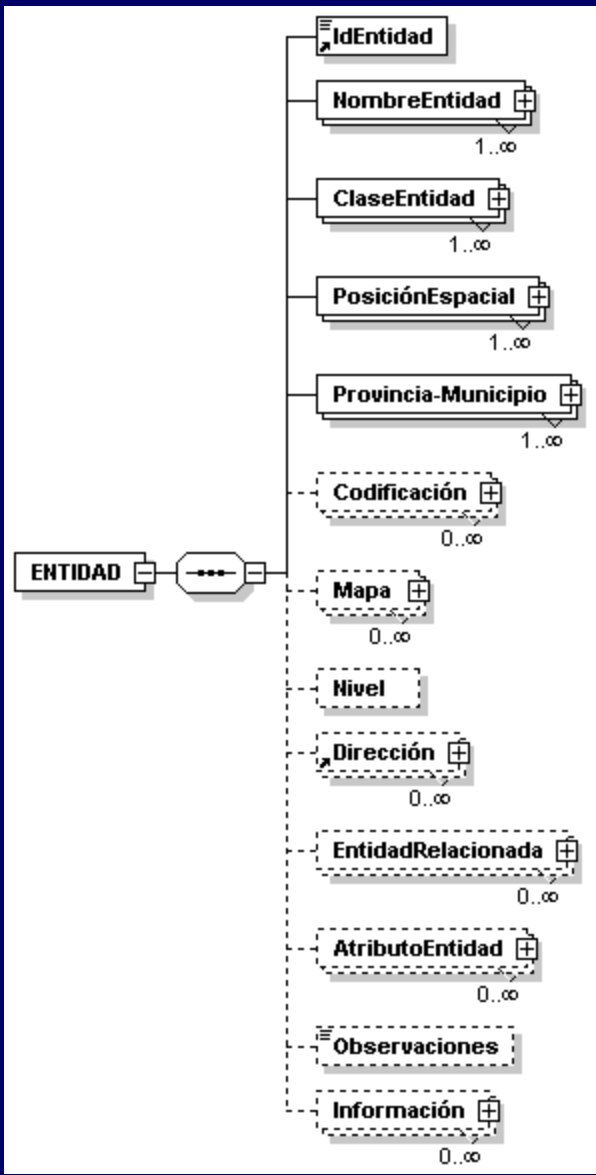 IdEntidad
NombreEntidad
1..∞
ClaseEntidad
1..∞
PosiciónEspacial
1..∞
Provincia-Municipio
1..∞
Codificación
0..∞
ENTIDAD
Mapa
0..∞
Nivel
Dirección
0..∞
EntidadRelacionada
0..∞
AtributoEntidad
0..∞
Observaciones
Información
0..∞